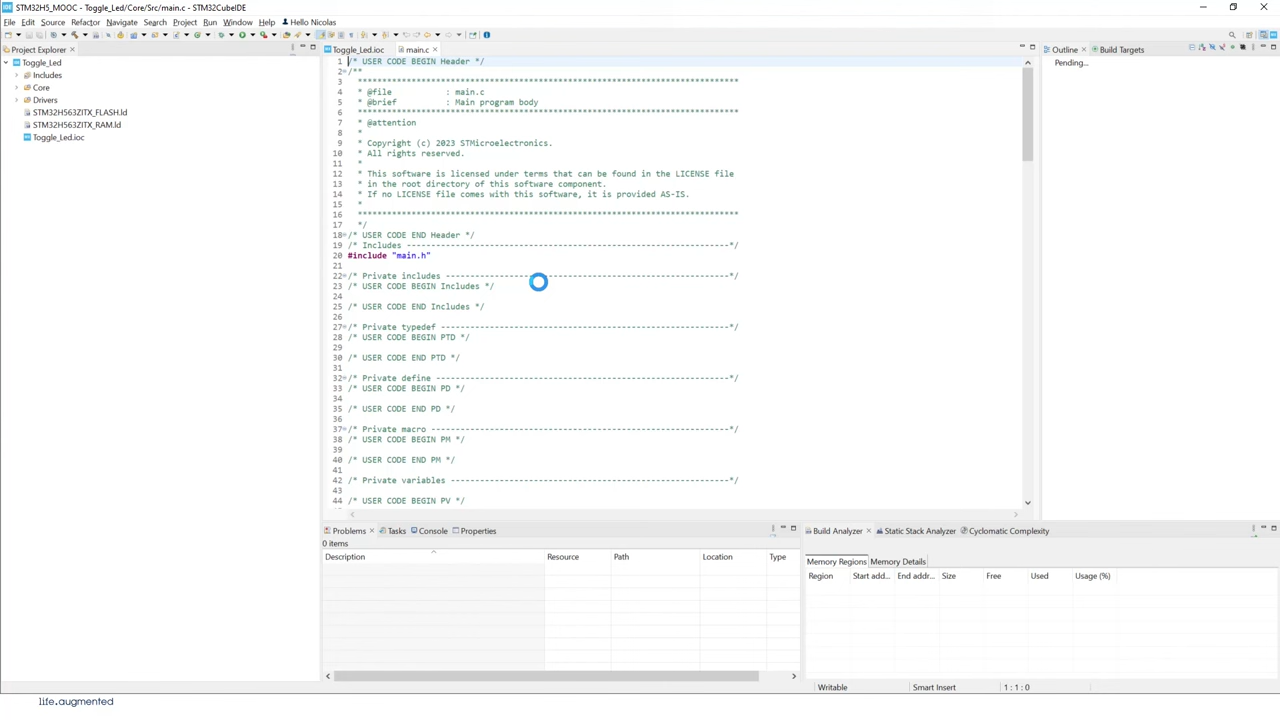 STM32H5_MOOC - Toggle_Led/Core/Src/main.c - STM32CubeIDE
File Edit Source Refactor Navigate Search Project Run Window Help Hello Nicolas
Project Explorer
Toggle_Led
Includes
Core
Drivers
STM32H563ZITX_FLASH.ld
STM32H563ZITX_RAM.ld
Toggle_Led.ioc
Toggle_Led.ioc main.c
1 /* USER CODE BEGIN Header */
2 /**
3 ******************************************************************************
4 * @file : main.c
5 * @brief : Main program body
6 ******************************************************************************
7 * @attention
8 *
9 * Copyright (c) 2023 STMicroelectronics.
10 * All rights reserved.
11 *
12 * This software is licensed under terms that can be found in the LICENSE file
13 * in the root directory of this software component.
14 * If no LICENSE file comes with this software, it is provided AS-IS.
15 *
16 ******************************************************************************
17 */
18 /* USER CODE END Header */
19 /* Includes ------------------------------------------------------------------*/
20 #include "main.h"
21
22 /* Private includes ----------------------------------------------------------*/
23 /* USER CODE BEGIN Includes */
24
25 /* USER CODE END Includes */
26
27 /* Private typedef -----------------------------------------------------------*/
28 /* USER CODE BEGIN PTD */
29
30 /* USER CODE END PTD */
31
32 /* Private define ------------------------------------------------------------*/
33 /* USER CODE BEGIN PD */
34
35 /* USER CODE END PD */
36
37 /* Private macro -------------------------------------------------------------*/
38 /* USER CODE BEGIN PM */
39
40 /* USER CODE END PM */
41
42 /* Private variables ---------------------------------------------------------*/
43
44 /* USER CODE BEGIN PV */
Outline Build Targets
Pending...
Problems Tasks Console Properties
0 items
Description Resource Path Location Type
Build Analyzer Static Stack Analyzer Cyclomatic Complexity
Memory Regions Memory Details
Region Start add... End addr... Size Free Used Usage (%)
Writable Smart Insert 1 : 1 : 0
life.augmented